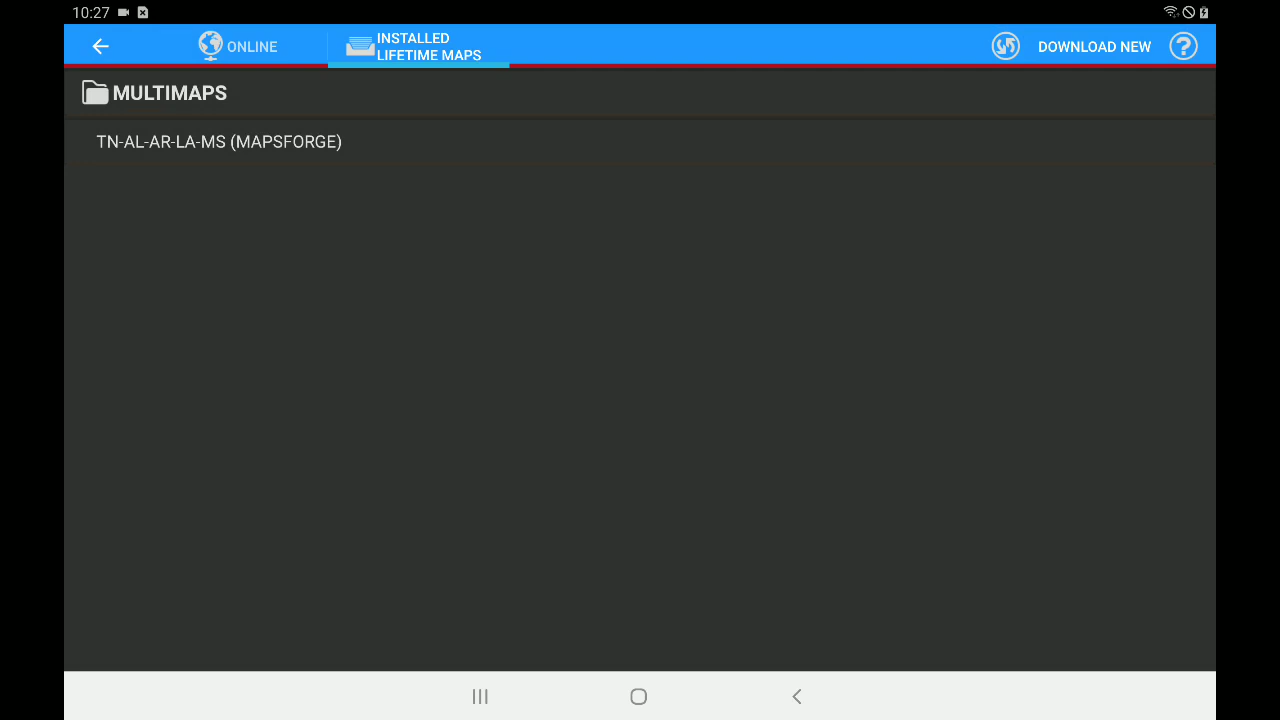 10:27
ONLINE
INSTALLED
LIFETIME MAPS
DOWNLOAD NEW
?
MULTIMAPS
TN-AL-AR-LA-MS (MAPSFORGE)